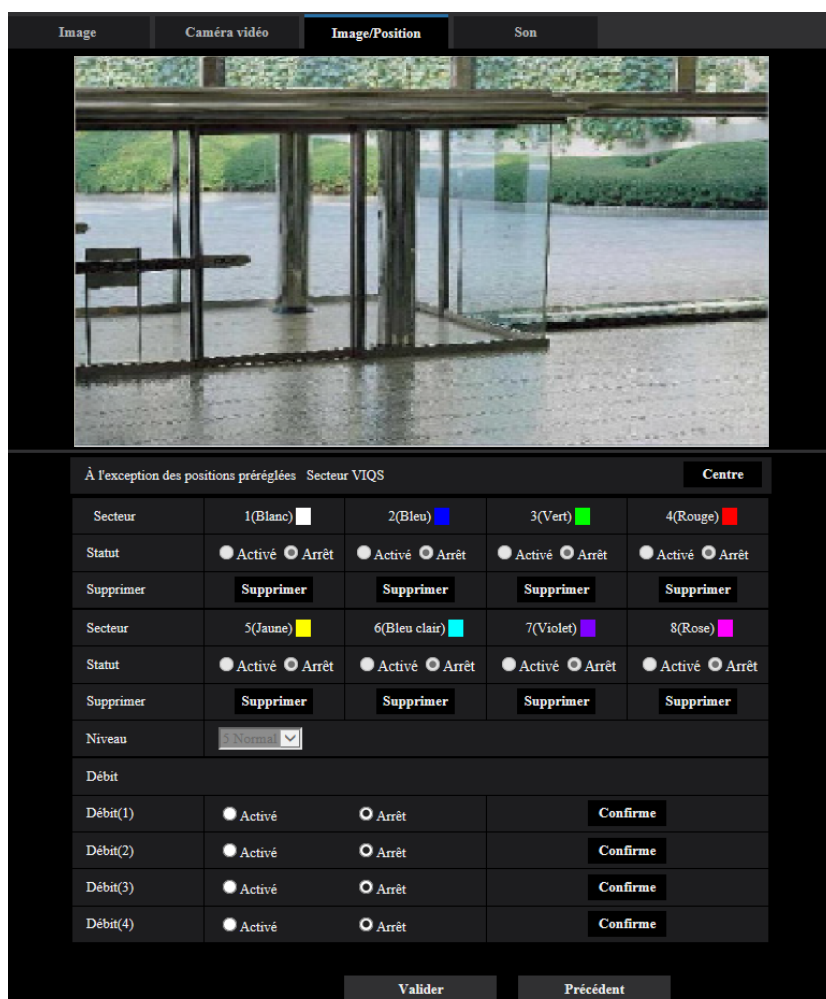 Image Caméra vidéo Image/Position Son
À l'exception des positions préréglées Secteur VIQS Centre
Secteur 1(Blanc) 2(Bleu) 3(Vert) 4(Rouge)
Statut Activé Arrêt Activé Arrêt Activé Arrêt Activé Arrêt
Supprimer Supprimer Supprimer Supprimer Supprimer
Secteur 5(Jaune) 6(Bleu clair) 7(Violet) 8(Rose)
Statut Activé Arrêt Activé Arrêt Activé Arrêt Activé Arrêt
Supprimer Supprimer Supprimer Supprimer Supprimer
Niveau 5 Normal
Débit
Débit(1) Activé Arrêt Confirme
Débit(2) Activé Arrêt Confirme
Débit(3) Activé Arrêt Confirme
Débit(4) Activé Arrêt Confirme
Valider Précédent